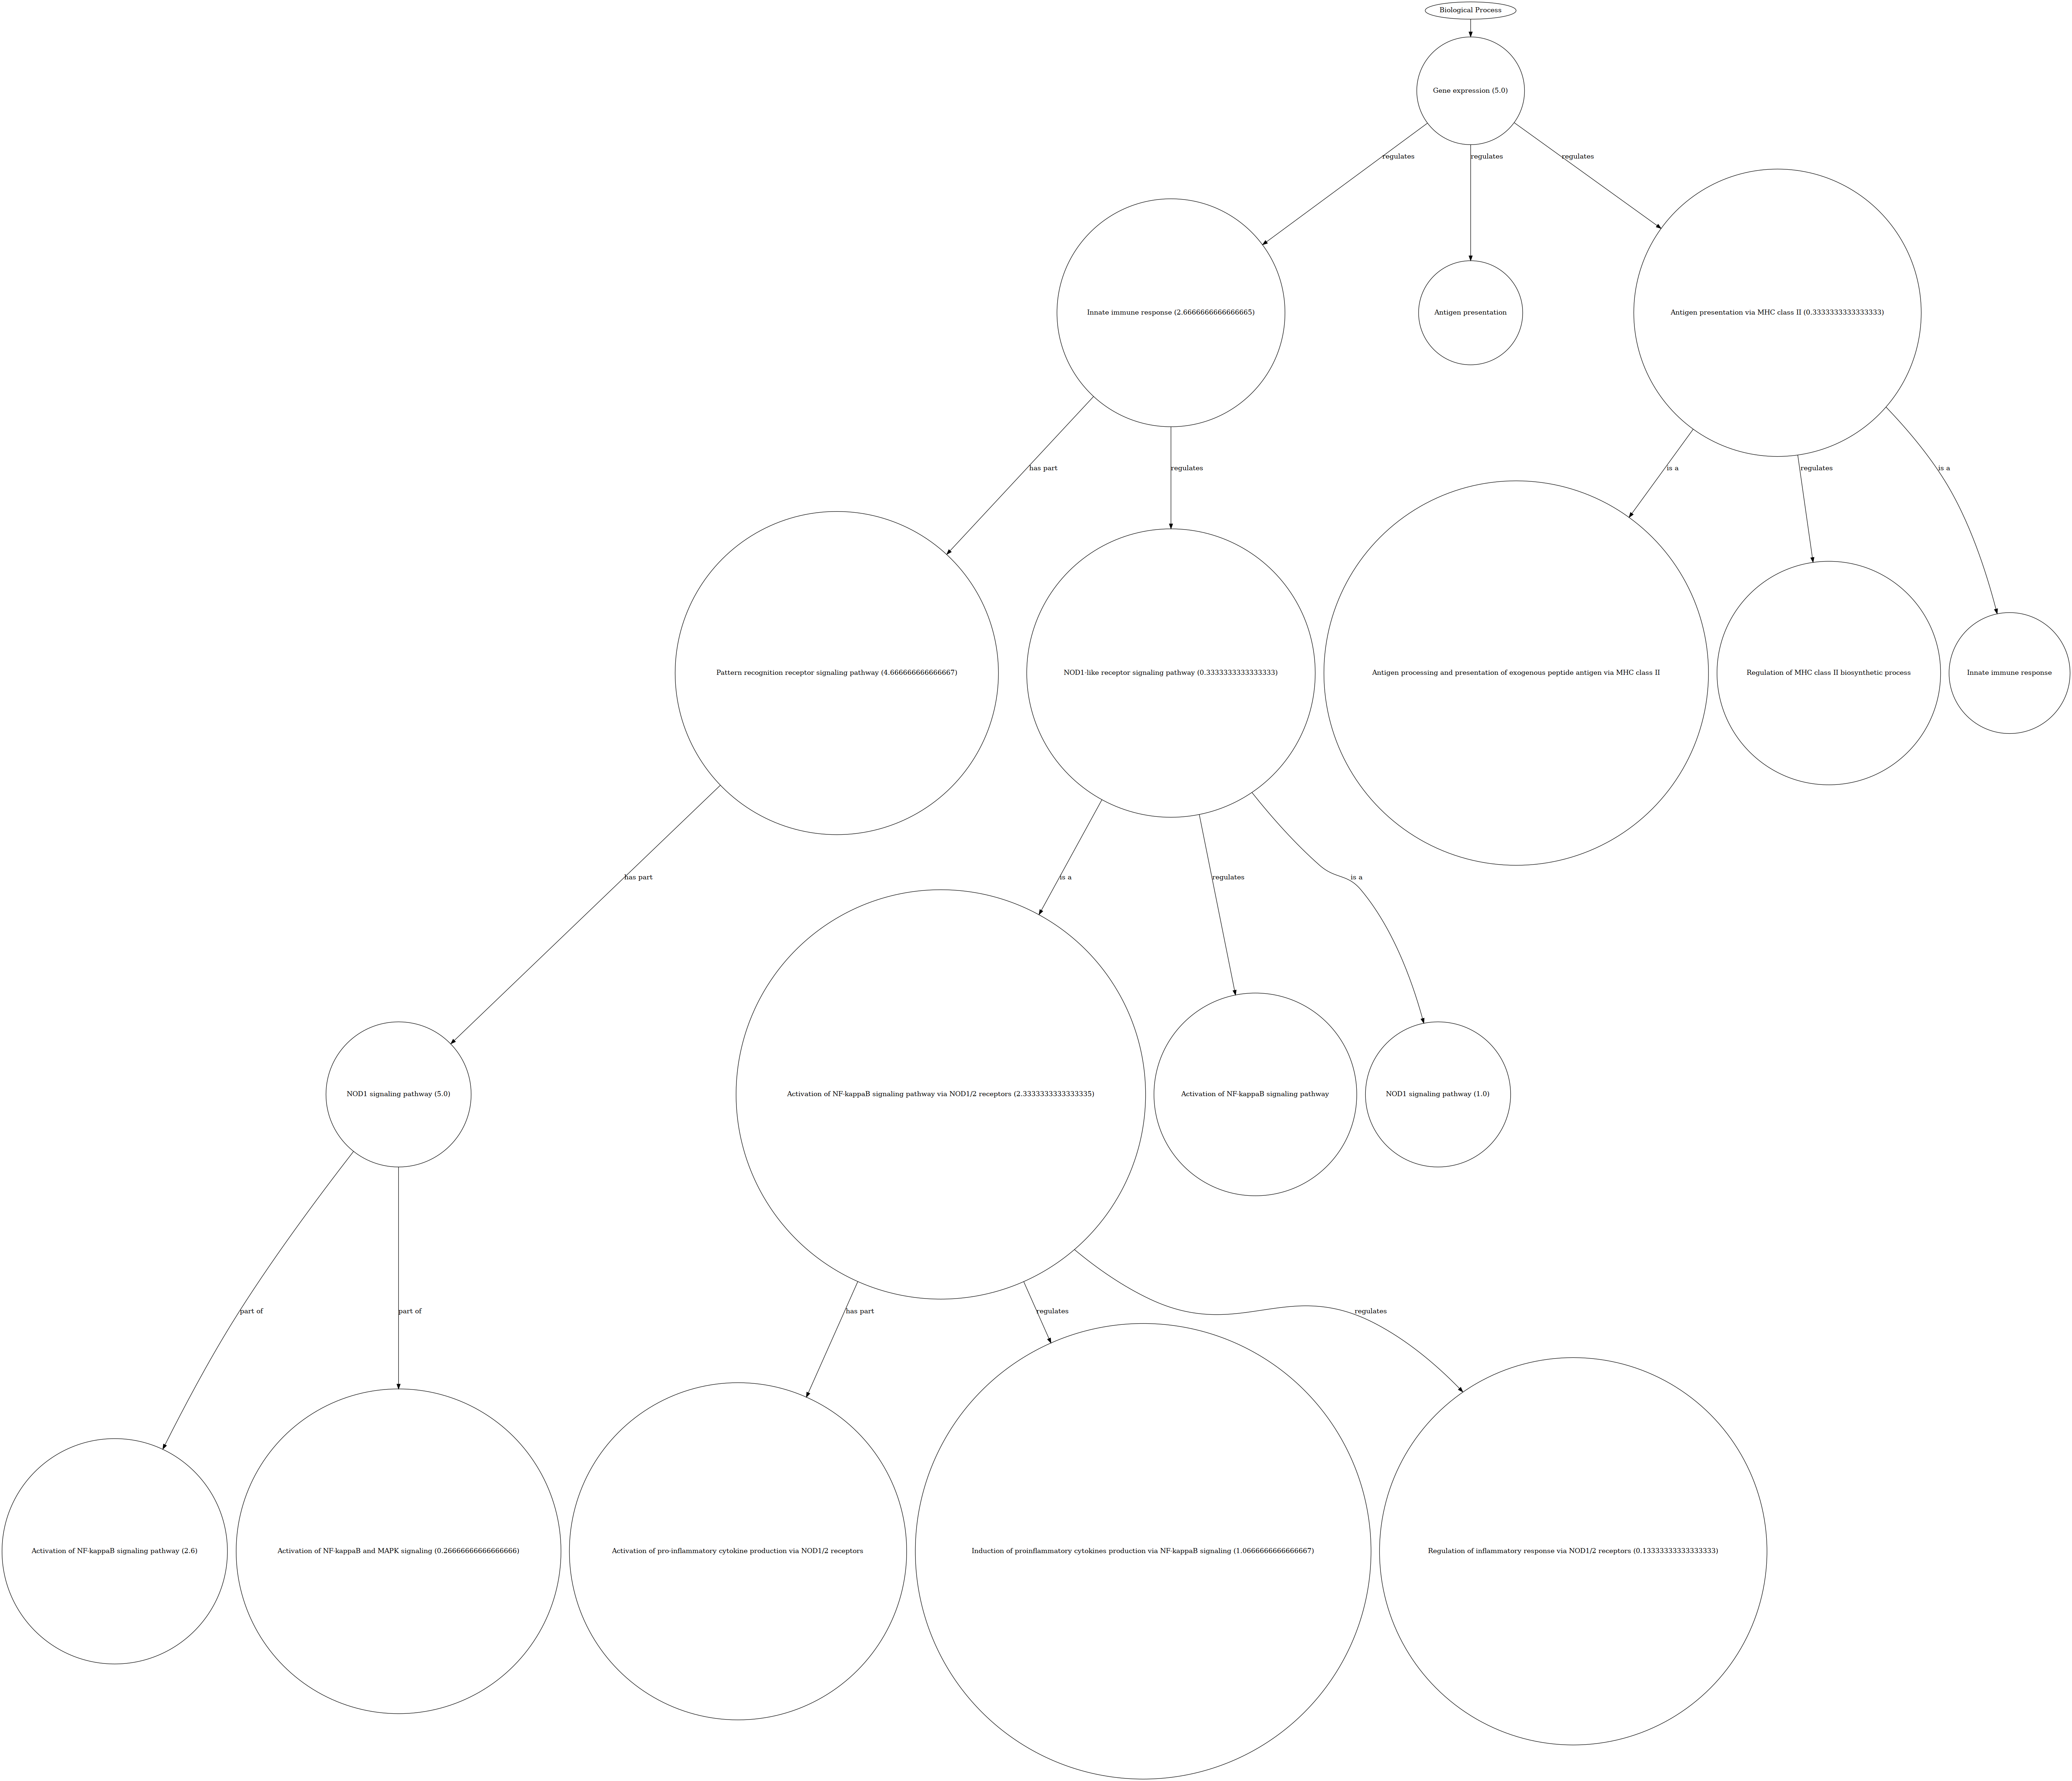 Biological Process
Gene expression (5.0)
regulates
regulates
regulates
Innate immune response (2.6666666666666665)
Antigen presentation
Antigen presentation via MHC class II (0.3333333333333333)
has part
regulates
is a
regulates
is a
Pattern recognition receptor signaling pathway (4.666666666666667)
NOD1-like receptor signaling pathway (0.3333333333333333)
Antigen processing and presentation of exogenous peptide antigen via MHC class II
Regulation of MHC class II biosynthetic process
Innate immune response
has part
is a
regulates
is a
NOD1 signaling pathway (5.0)
Activation of NF-kappaB signaling pathway via NOD1/2 receptors (2.3333333333333335)
Activation of NF-kappaB signaling pathway
NOD1 signaling pathway (1.0)
part of
part of
has part
regulates
regulates
Activation of NF-kappaB signaling pathway (2.6)
Activation of NF-kappaB and MAPK signaling (0.26666666666666666)
Activation of pro-inflammatory cytokine production via NOD1/2 receptors
Induction of proinflammatory cytokines production via NF-kappaB signaling (1.0666666666666667)
Regulation of inflammatory response via NOD1/2 receptors (0.13333333333333333)